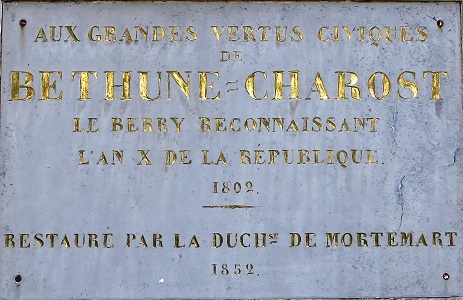 AUX GRANDES VERTUS CIVIQUES
DE
BETHUNE=CHAROST
LE BERRY RECONNAISSANT
L'AN X DE LA RÉPUBLIQUE.
1802.
RESTAURÉ PAR LA DUCHSE DE MORTEMART
1852.